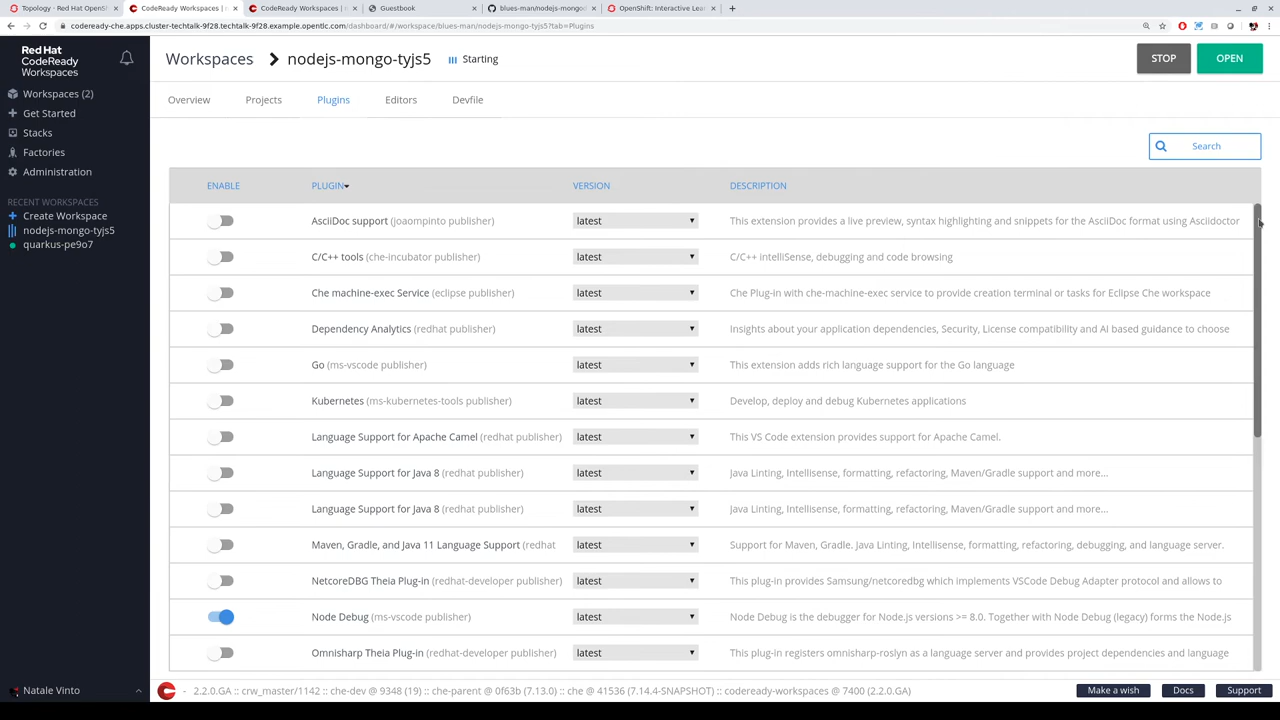 Topology - Red Hat OpenSh
CodeReady Workspaces |
CodeReady Workspaces |
Guestbook
blues-man/nodejs-mongo
OpenShift: Interactive Lea
codeready-che.apps.cluster-techtalk-9f28.techtalk-9f28.example.opentlc.com/dashboard/#/workspace/blues-man/nodejs-mongo-tyjs5?tab=Plugins
Red Hat
CodeReady
Workspaces
Workspaces (2)
Get Started
Stacks
Factories
Administration
RECENT WORKSPACES
Create Workspace
nodejs-mongo-tyjs5
quarkus-pe9o7
Natale Vinto
Workspaces nodejs-mongo-tyjs5 Starting
STOP OPEN
Overview Projects Plugins Editors Devfile
Search
ENABLE PLUGIN VERSION DESCRIPTION
AsciiDoc support (joaompinto publisher) latest This extension provides a live preview, syntax highlighting and snippets for the AsciiDoc format using Asciidoctor
C/C++ tools (che-incubator publisher) latest C/C++ intelliSense, debugging and code browsing
Che machine-exec Service (eclipse publisher) latest Che Plug-in with che-machine-exec service to provide creation terminal or tasks for Eclipse Che workspace
Dependency Analytics (redhat publisher) latest Insights about your application dependencies, Security, License compatibility and AI based guidance to choose
Go (ms-vscode publisher) latest This extension adds rich language support for the Go language
Kubernetes (ms-kubernetes-tools publisher) latest Develop, deploy and debug Kubernetes applications
Language Support for Apache Camel (redhat publisher) latest This VS Code extension provides support for Apache Camel.
Language Support for Java 8 (redhat publisher) latest Java Linting, Intellisense, formatting, refactoring, Maven/Gradle support and more...
Language Support for Java 8 (redhat publisher) latest Java Linting, Intellisense, formatting, refactoring, Maven/Gradle support and more...
Maven, Gradle, and Java 11 Language Support (redhat latest Support for Maven, Gradle. Java Linting, Intellisense, formatting, refactoring, debugging, and language server.
NetcoreDBG Theia Plug-in (redhat-developer publisher) latest This plug-in provides Samsung/netcoredbg which implements VSCode Debug Adapter protocol and allows to
Node Debug (ms-vscode publisher) latest Node Debug is the debugger for Node.js versions >= 8.0. Together with Node Debug (legacy) forms the Node.js
Omnisharp Theia Plug-in (redhat-developer publisher) latest This plug-in registers omnisharp-roslyn as a language server and provides project dependencies and language
- 2.2.0.GA :: crw_master/1142 :: che-dev @ 9348 (19) :: che-parent @ 0f63b (7.13.0) :: che @ 41536 (7.14.4-SNAPSHOT) :: codeready-workspaces @ 7400 (2.2.0.GA)
Make a wish Docs Support